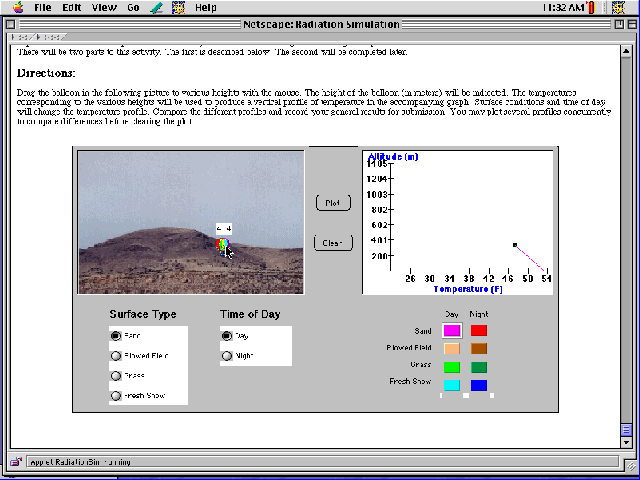 File Edit View Go Help
11:32 AM
Netscape: Radiation Simulation
There will be two parts to this activity. The first is described below. The second will be completed later.
Directions:
Drag the balloon in the following picture to various heights with the mouse. The height of the balloon (in meters) will be indicated. The temperatures
corresponding to the various heights will be used to produce a vertical profile of temperature in the accompanying graph. Surface conditions and time of day
will change the temperature profile. Compare the different profiles and record your general results for submission. You may plot several profiles concurrently
to compare differences before clearing the plot.
Plot
Clear
Altitude (m)
1405
1204
1003
802
602
401
200
26 30 34 38 42 46 50 54
Temperature (F)
Surface Type
Sand
Plowed Field
Grass
Fresh Snow
Time of Day
Day
Night
Day Night
Sand
Plowed Field
Grass
Fresh Snow
applet RadiationSim running